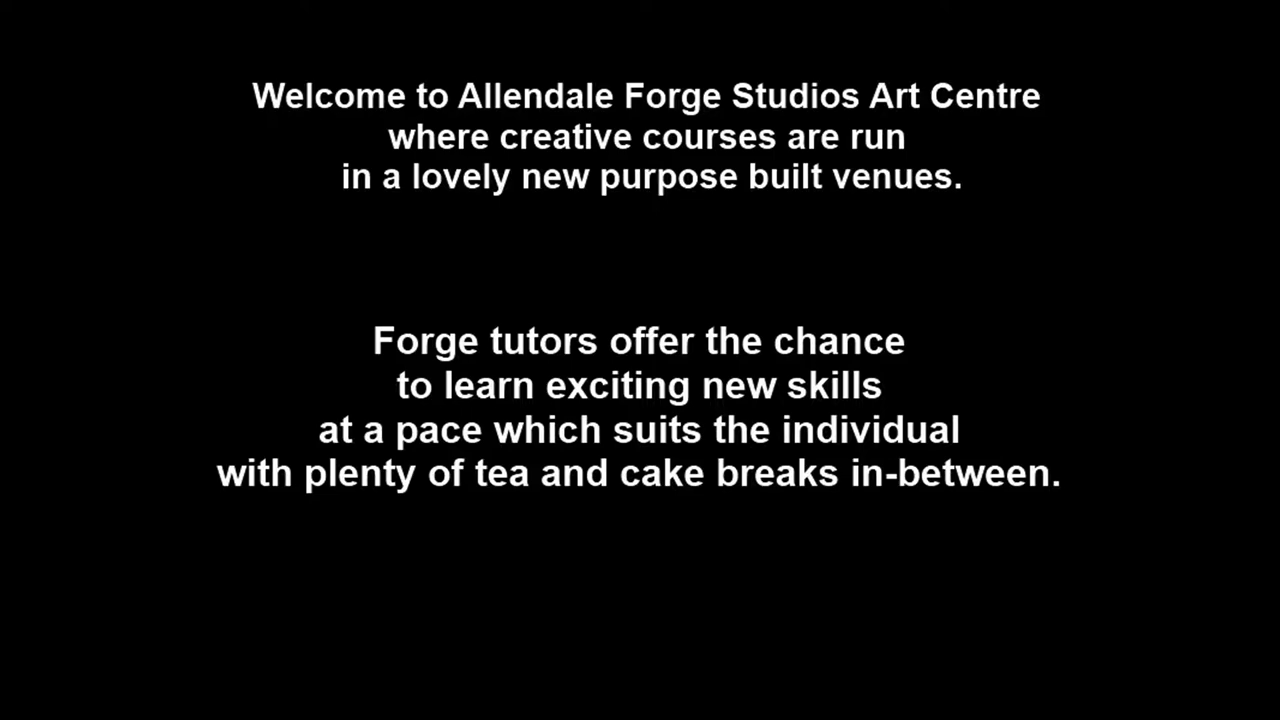 Welcome to Allendale Forge Studios Art Centre
where creative courses are run
in a lovely new purpose built venues.
Forge tutors offer the chance
to learn exciting new skills
at a pace which suits the individual
with plenty of tea and cake breaks in-between.